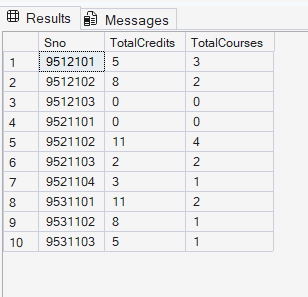 Results Messages
Sno TotalCredits TotalCourses
1 9512101 5 3
2 9512102 8 2
3 9512103 0 0
4 9521101 0 0
5 9521102 11 4
6 9521103 2 2
7 9521104 3 1
8 9531101 11 2
9 9531102 8 1
10 9531103 5 1